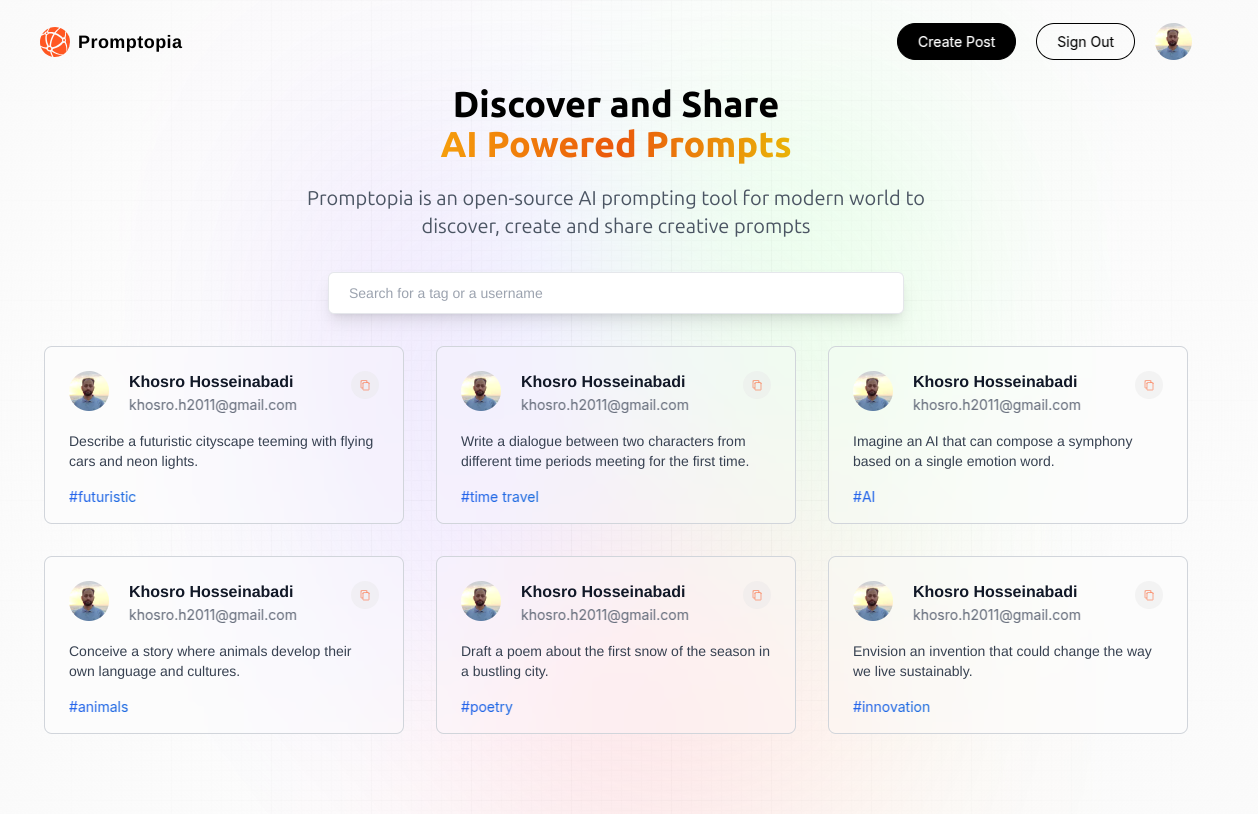 Promptopia
Create Post
Sign Out
Discover and Share
AI Powered Prompts
Promptopia is an open-source AI prompting tool for modern world to
discover, create and share creative prompts
Search for a tag or a username
Khosro Hosseinabadi
khosro.h2011@gmail.com
Describe a futuristic cityscape teeming with flying
cars and neon lights.
#futuristic
Khosro Hosseinabadi
khosro.h2011@gmail.com
Write a dialogue between two characters from
different time periods meeting for the first time.
#time travel
Khosro Hosseinabadi
khosro.h2011@gmail.com
Imagine an AI that can compose a symphony
based on a single emotion word.
#AI
Khosro Hosseinabadi
khosro.h2011@gmail.com
Conceive a story where animals develop their
own language and cultures.
#animals
Khosro Hosseinabadi
khosro.h2011@gmail.com
Draft a poem about the first snow of the season in
a bustling city.
#poetry
Khosro Hosseinabadi
khosro.h2011@gmail.com
Envision an invention that could change the way
we live sustainably.
#innovation